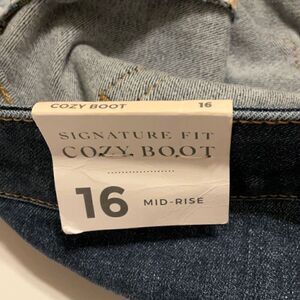 COZY BOOT 16
SIGNATURE FIT
COZY BOOT
16 MID-RISE